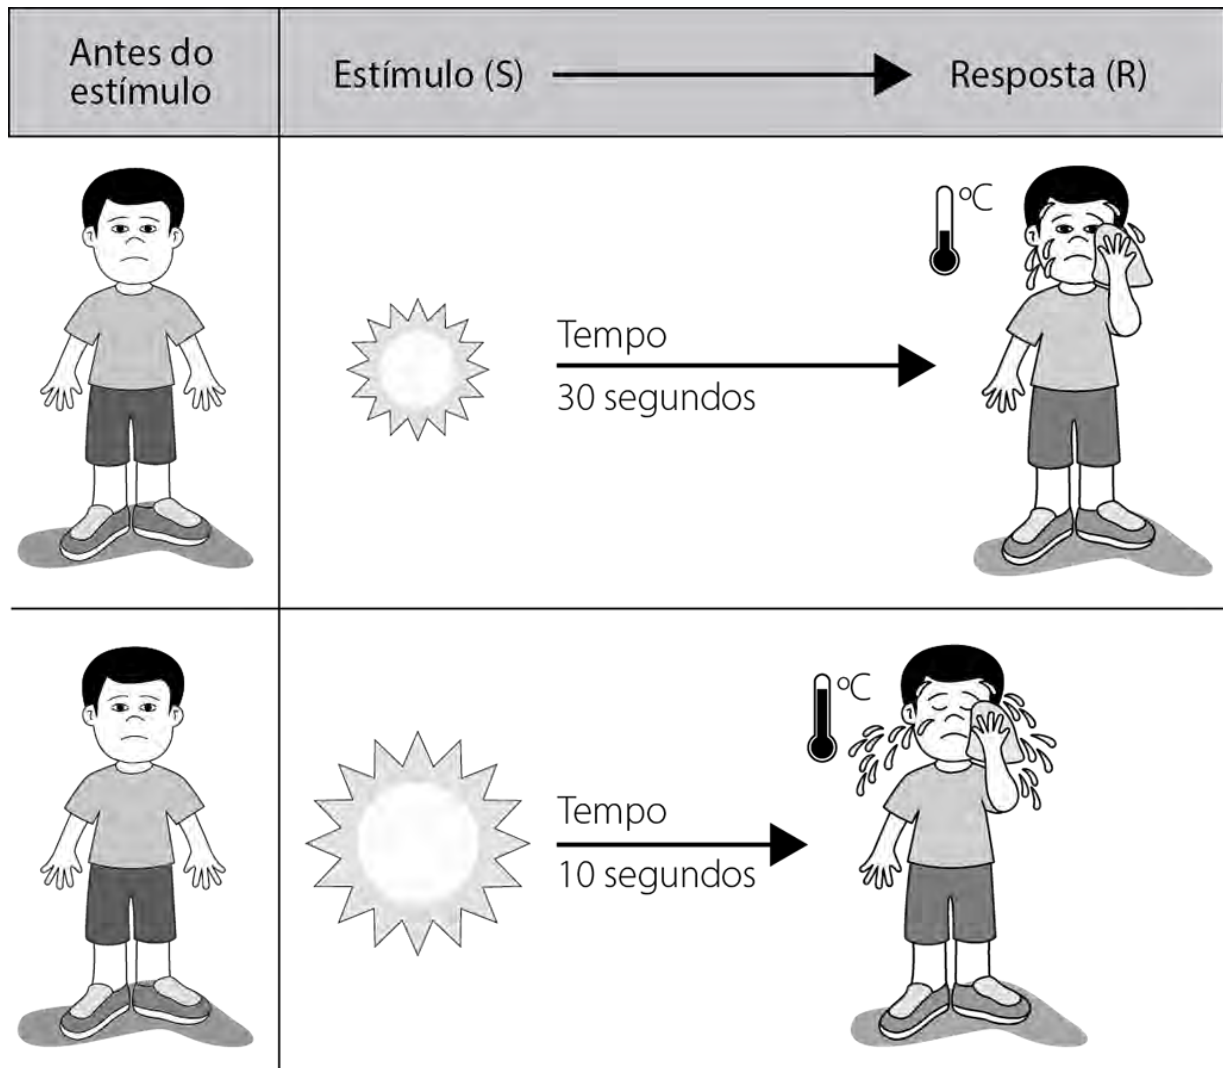 Antes do
estímulo
Estímulo (S)
Resposta (R)
ºC
Tempo
30 segundos
ºC
Tempo
10 segundos